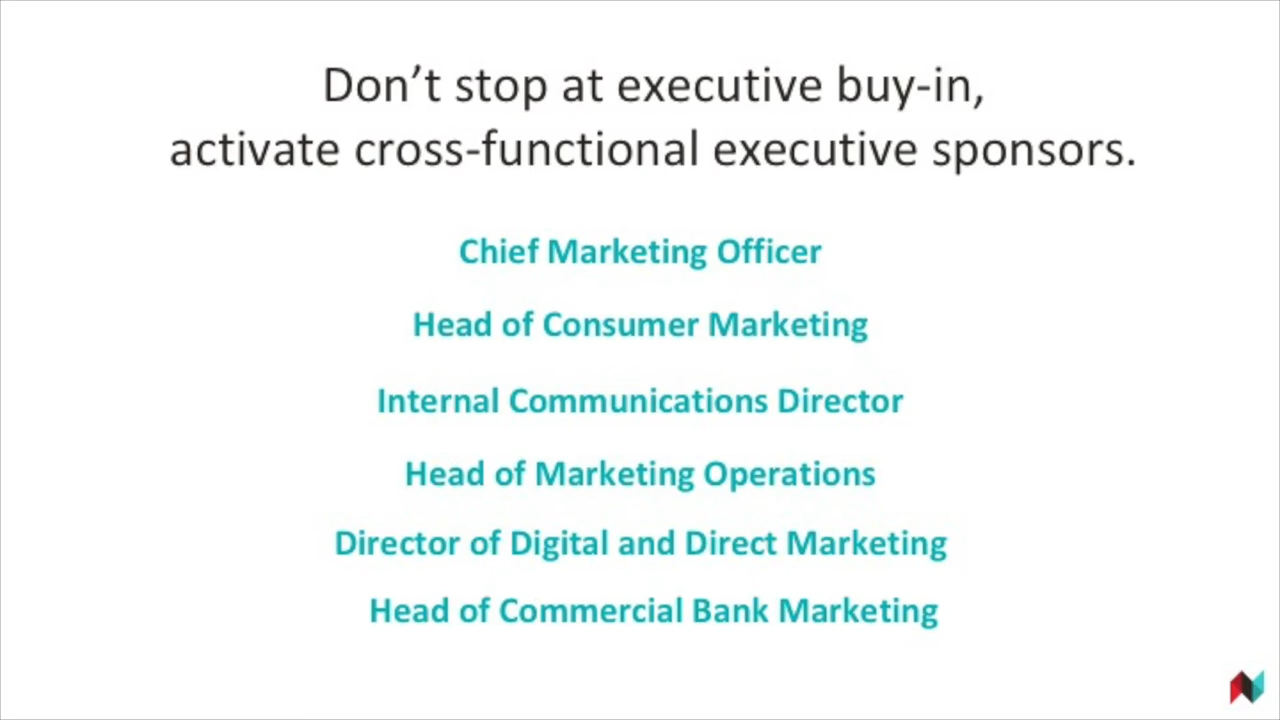 Don’t stop at executive buy-in,
activate cross-functional executive sponsors.
Chief Marketing Officer
Head of Consumer Marketing
Internal Communications Director
Head of Marketing Operations
Director of Digital and Direct Marketing
Head of Commercial Bank Marketing